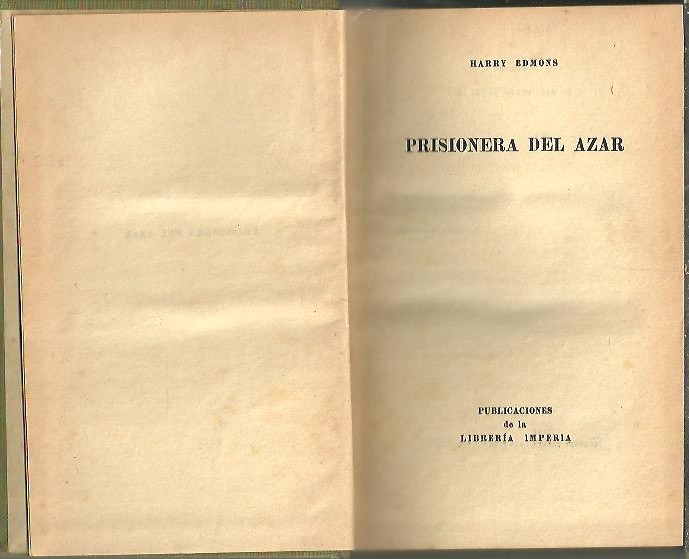 HARRY EDMONS
PRISIONERA DEL AZAR
PUBLICACIONES
de la
LIBRERÍA IMPERIA